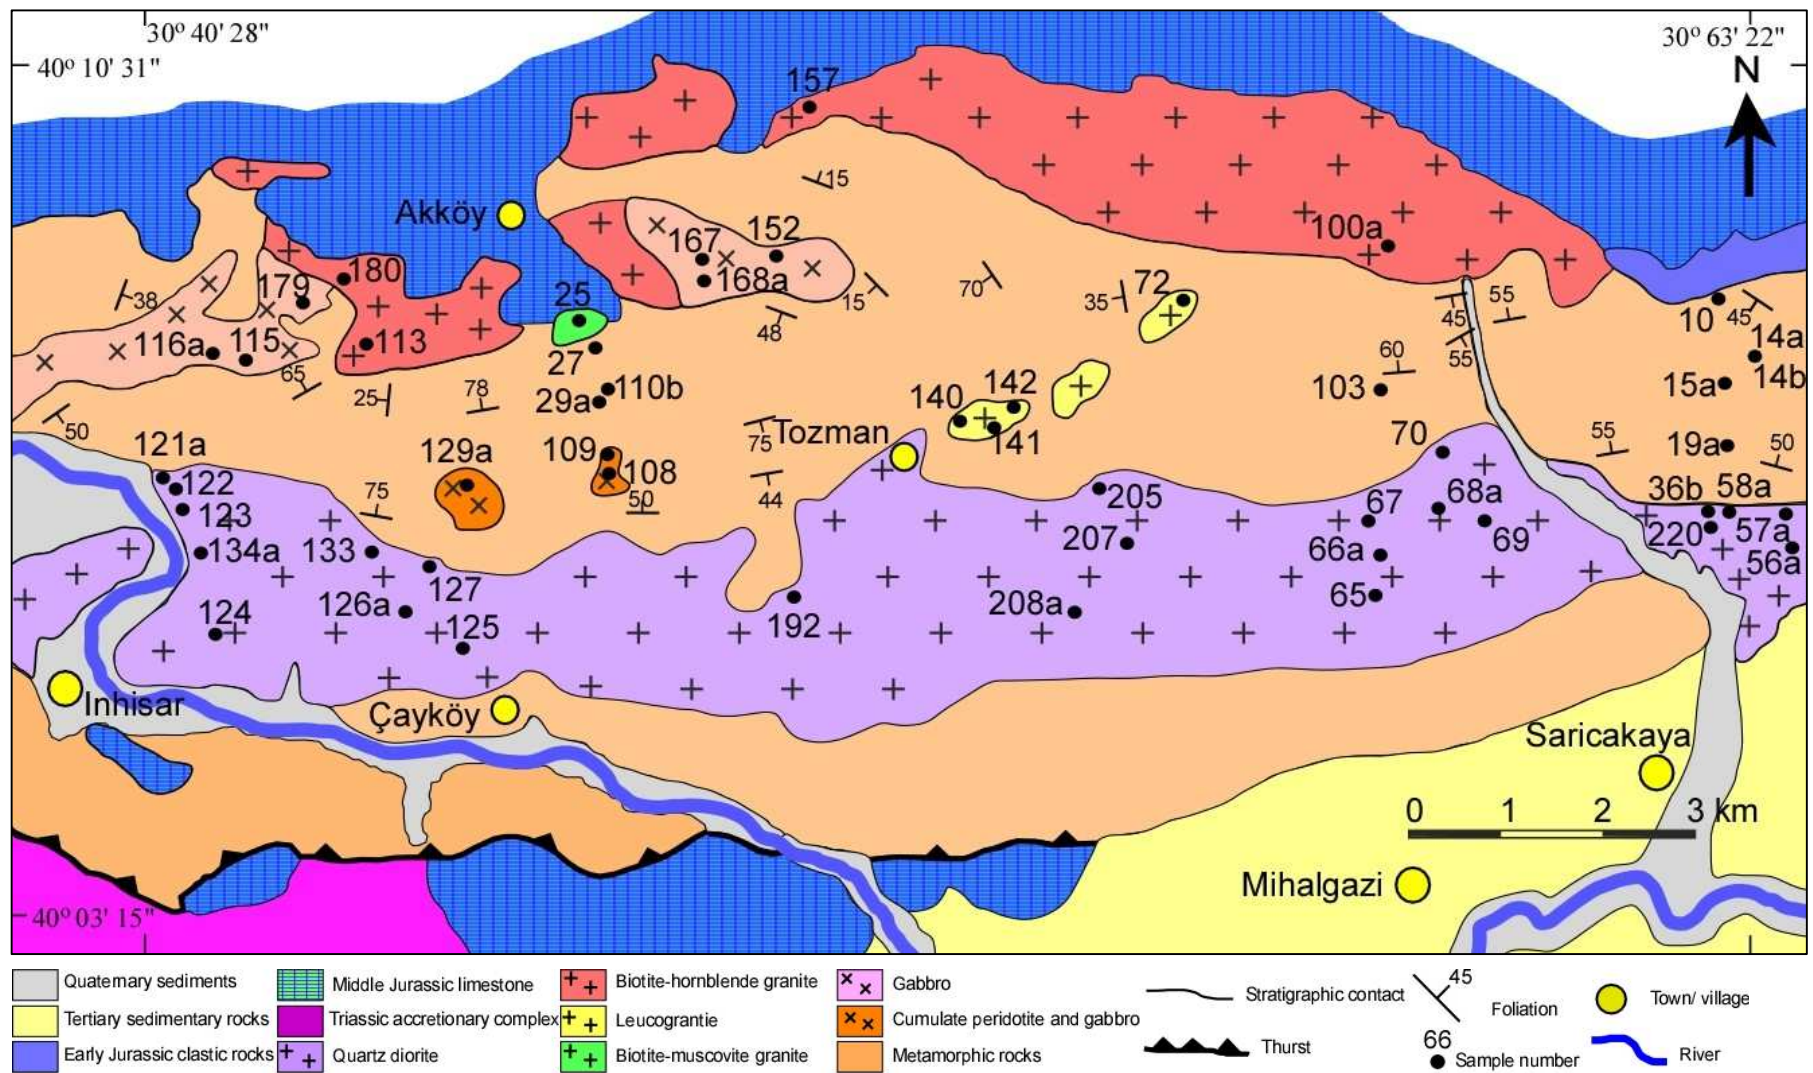 30º 40' 28"
30º 63' 22"
40º 10' 31"
N
157
15
Akköy
100a
167
152
168a
180
179
38
25
72
15
70
35
48
55
45
10
45
14a
116a
115
113
27
55
60
65
25
78
29a
110b
103
15a
14b
50
140
142
141
75
Tozman
70
55
19a
50
121a
122
123
129a
109
108
50
44
75
205
67
68a
36b
58a
134a
133
207
66a
69
220
57a
56a
127
126a
124
125
192
208a
65
Inhisar
Çayköy
Saricakaya
0 1 2 3 km
Mihalgazi
40º 03' 15"
Quaternary sediments
Middle Jurassic limestone
Biotite-hornblende granite
Gabbro
Stratigraphic contact
45
Foliation
Town/ village
Tertiary sedimentary rocks
Triassic accretionary complex
Leucograntie
Cumulate peridotite and gabbro
Early Jurassic clastic rocks
Quartz diorite
Biotite-muscovite granite
Metamorphic rocks
Thurst
66
Sample number
River